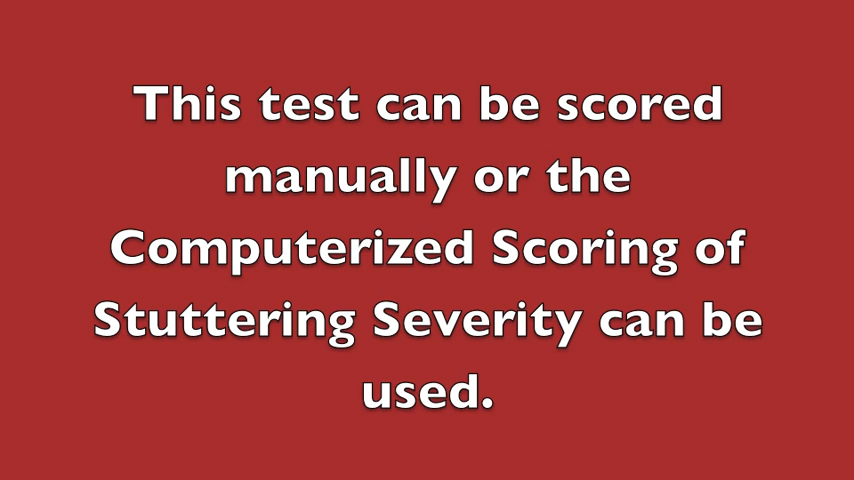 This test can be scored
manually or the
Computerized Scoring of
Stuttering Severity can be
used.